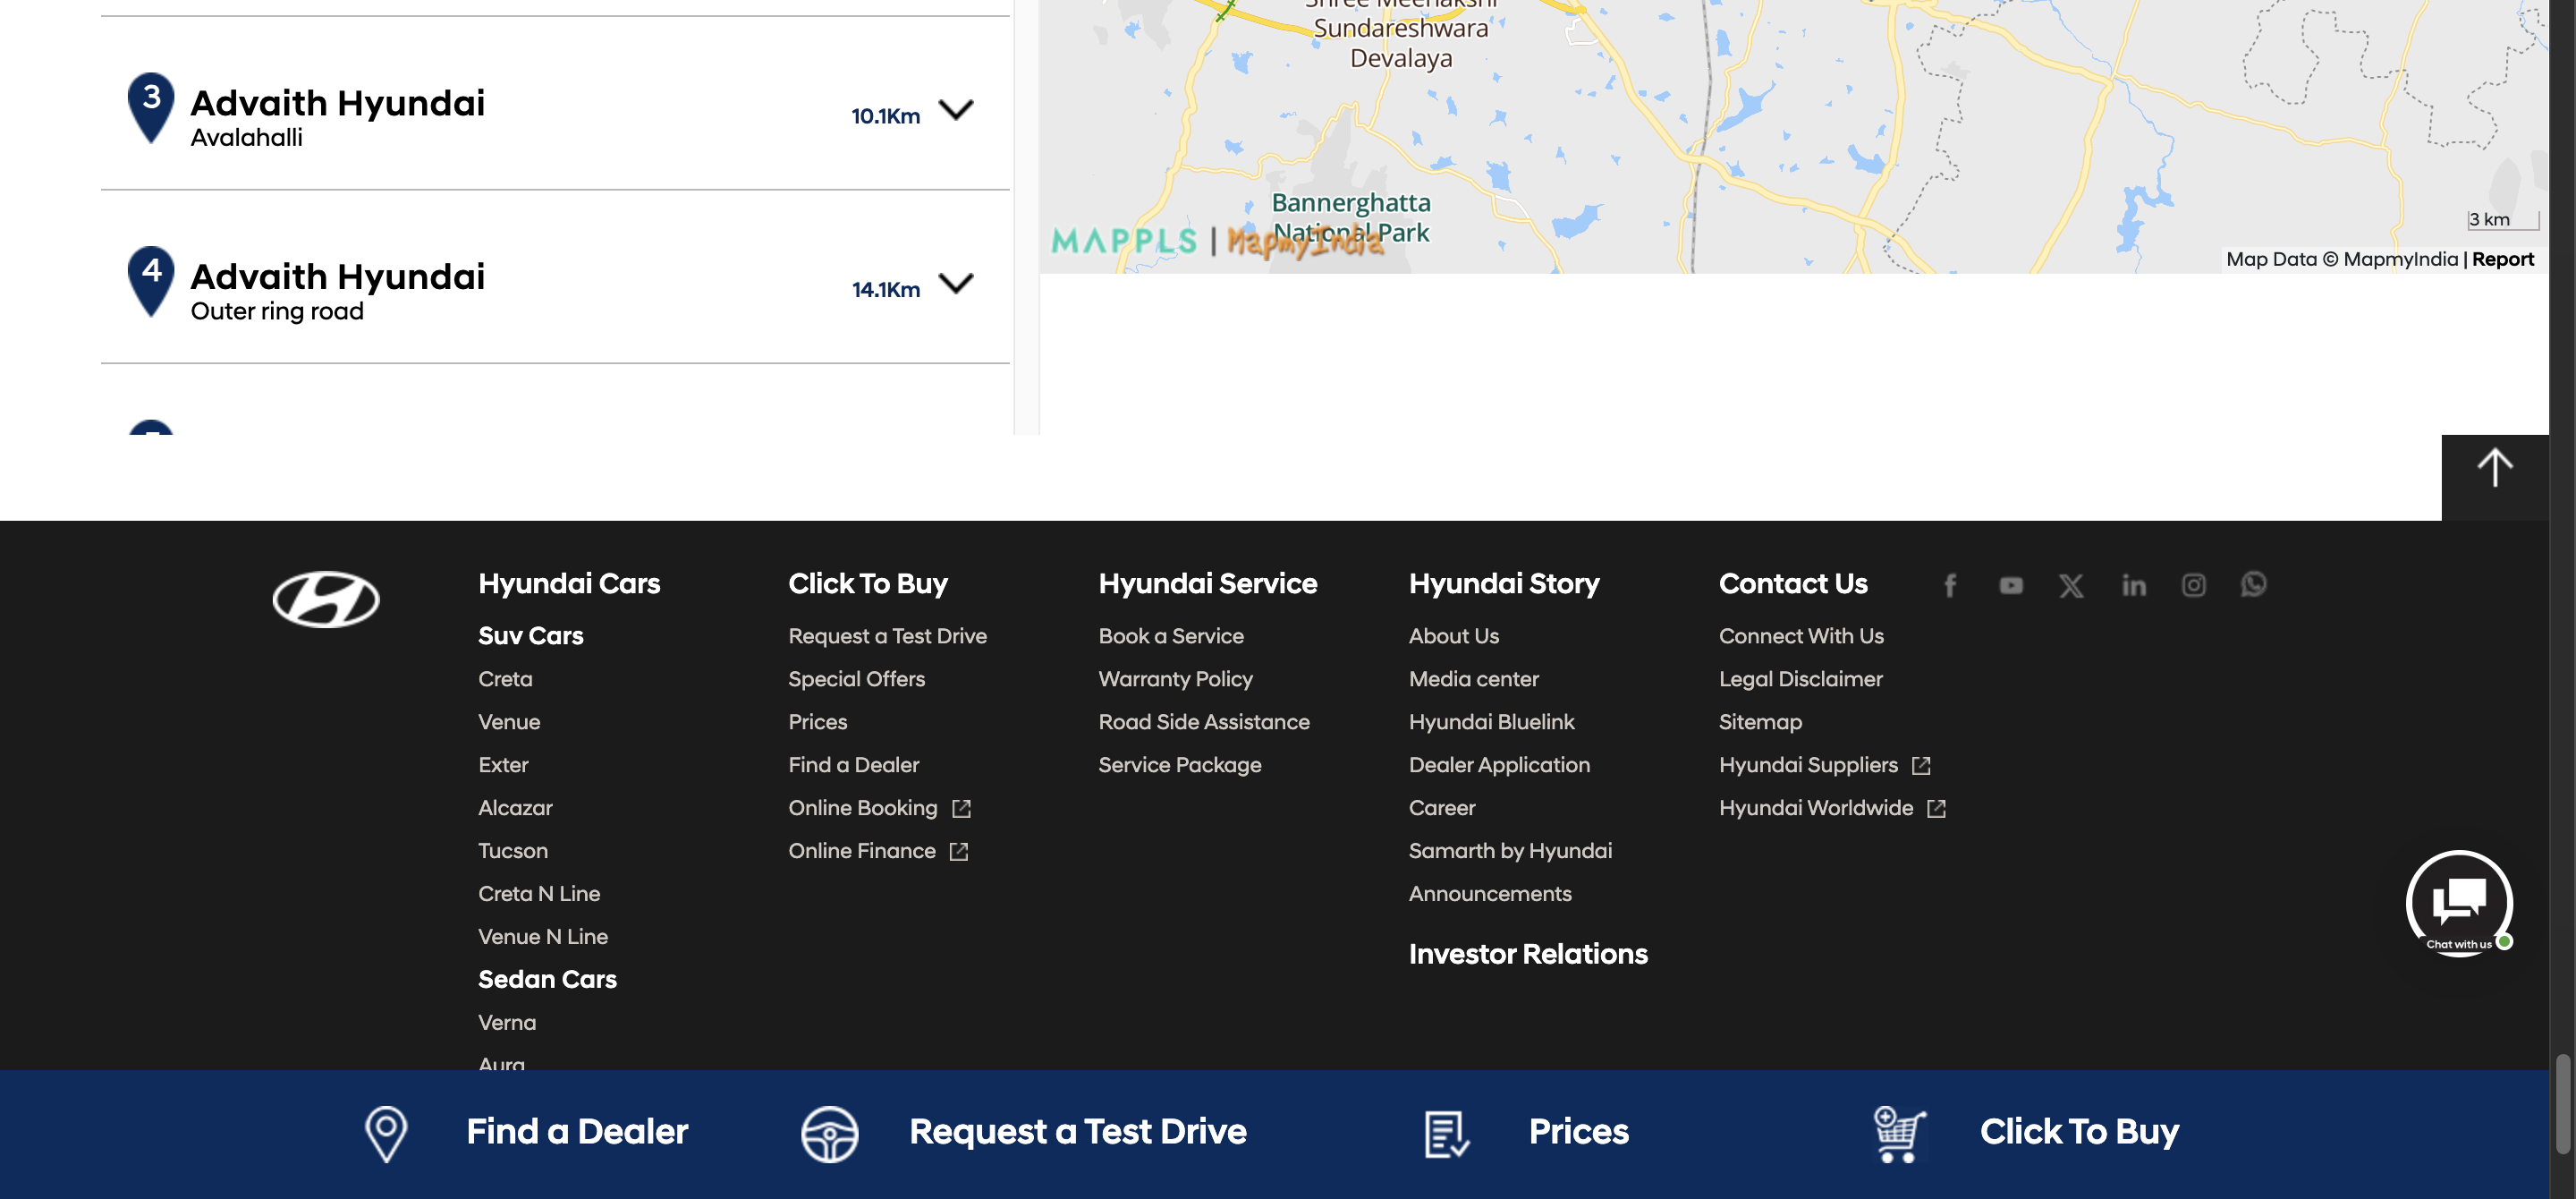 3
Advaith Hyundai
Avalahalli
10.1Km
4
Advaith Hyundai
Outer ring road
14.1Km
Shree Meenakshi
Sundareshwara
Devalaya
Bannerghatta
National Park
MAPPLS | MapmyIndia
3 km
Map Data © MapmyIndia | Report
Hyundai Cars
Suv Cars
Creta
Venue
Exter
Alcazar
Tucson
Creta N Line
Venue N Line
Sedan Cars
Verna
Aura
Click To Buy
Request a Test Drive
Special Offers
Prices
Find a Dealer
Online Booking
Online Finance
Hyundai Service
Book a Service
Warranty Policy
Road Side Assistance
Service Package
Hyundai Story
About Us
Media center
Hyundai Bluelink
Dealer Application
Career
Samarth by Hyundai
Announcements
Investor Relations
Contact Us
Connect With Us
Legal Disclaimer
Sitemap
Hyundai Suppliers
Hyundai Worldwide
Chat with us
Find a Dealer
Request a Test Drive
Prices
Click To Buy